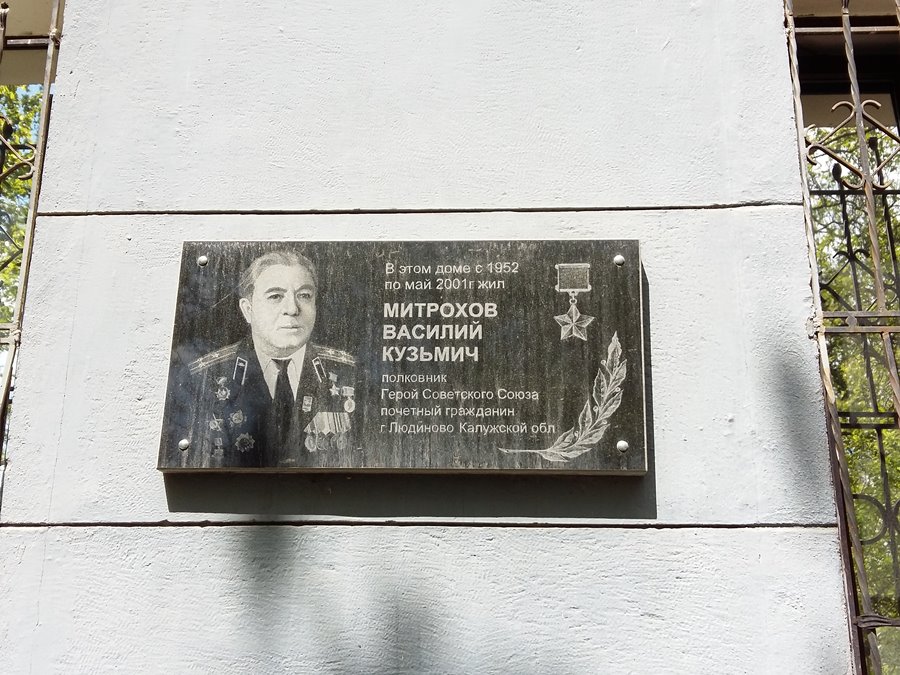 В этом доме с 1952
по май 2001г жил
МИТРОХОВ
ВАСИЛИЙ
КУЗЬМИЧ
полковник
Герой Советского Союза
почетный гражданин
г Людиново Калужской обл